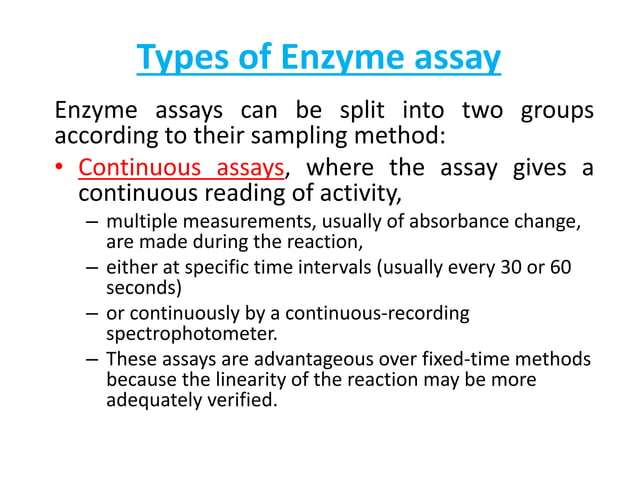 Types of Enzyme assay
Enzyme assays can be split into two groups
according to their sampling method:
• Continuous assays, where the assay gives a
continuous reading of activity,
– multiple measurements, usually of absorbance change,
are made during the reaction,
– either at specific time intervals (usually every 30 or 60
seconds)
– or continuously by a continuous-recording
spectrophotometer.
– These assays are advantageous over fixed-time methods
because the linearity of the reaction may be more
adequately verified.